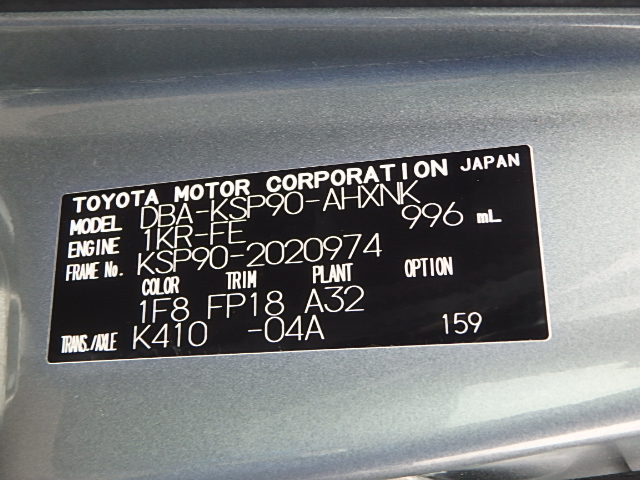 TOYOTA MOTOR CORPORATION JAPAN
MODEL DBA-KSP90-AHXNK
ENGINE 1KR-FE 996 mL
FRAME No. KSP90-2020974
COLOR TRIM PLANT OPTION
1F8 FP18 A32
TRANS./AXLE K410 -04A 159